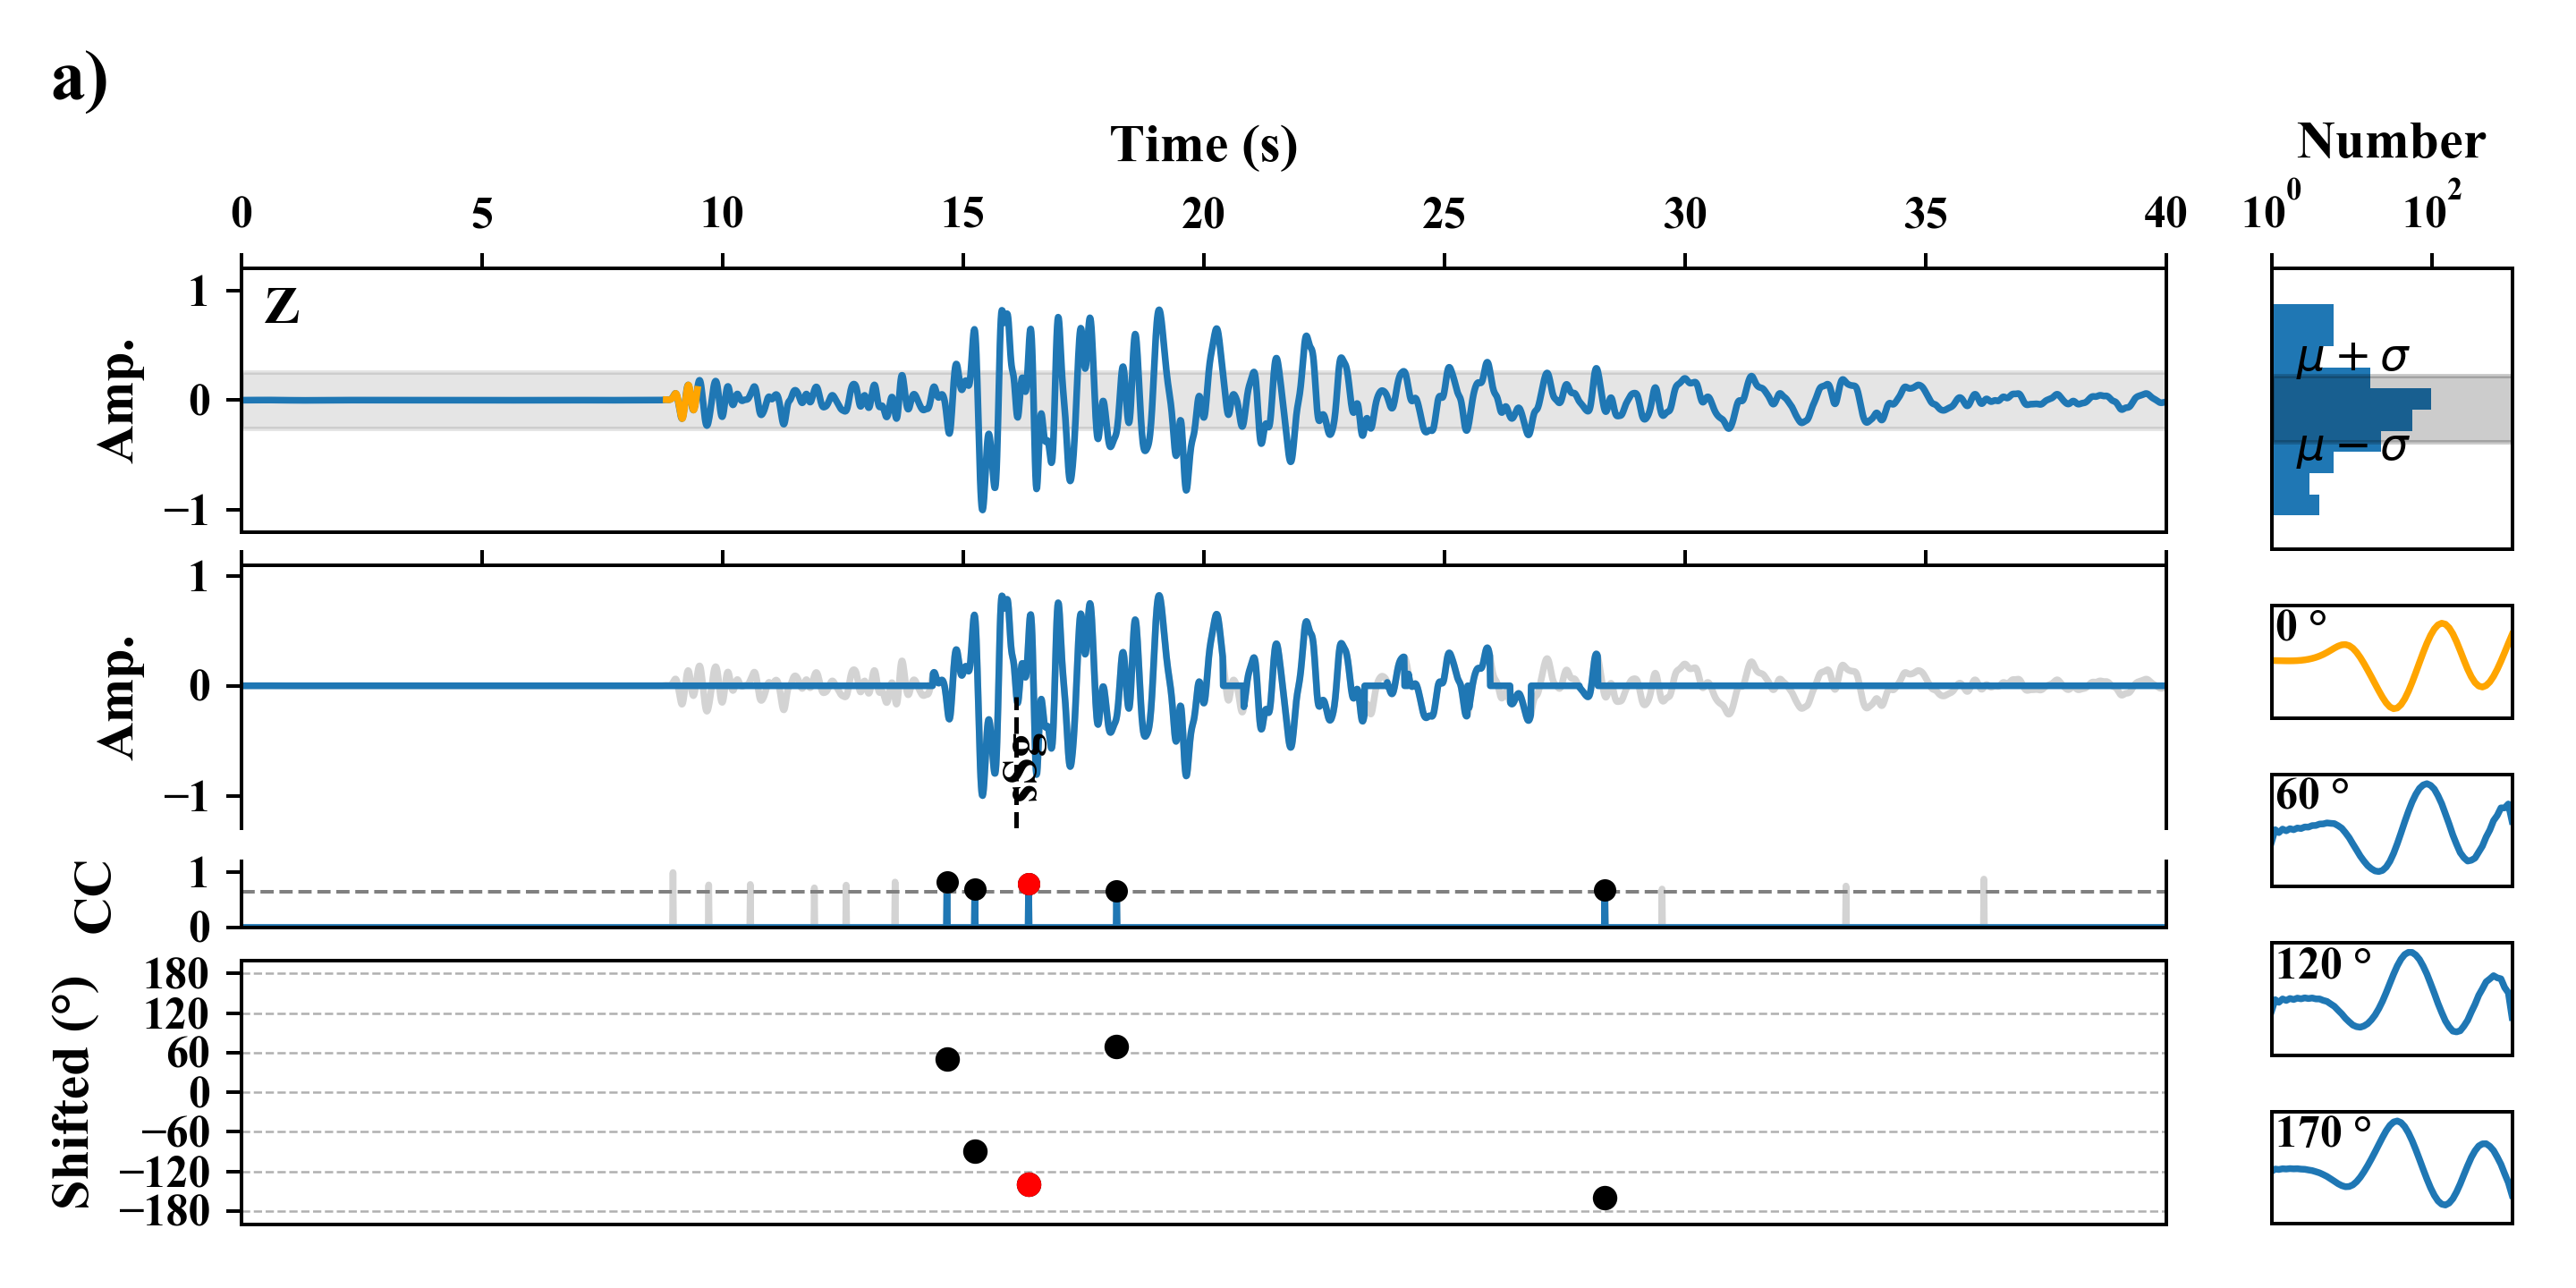 a)
Time (s)
Number
0 5 10 15 20 25 30 35 40
10^0 10^2
Z
Amp.
1
0
−1
μ + σ
μ − σ
Amp.
1
0
−1
sSg
CC
1
0
Shifted (°)
180
120
60
0
−60
−120
−180
0 °
60 °
120 °
170 °